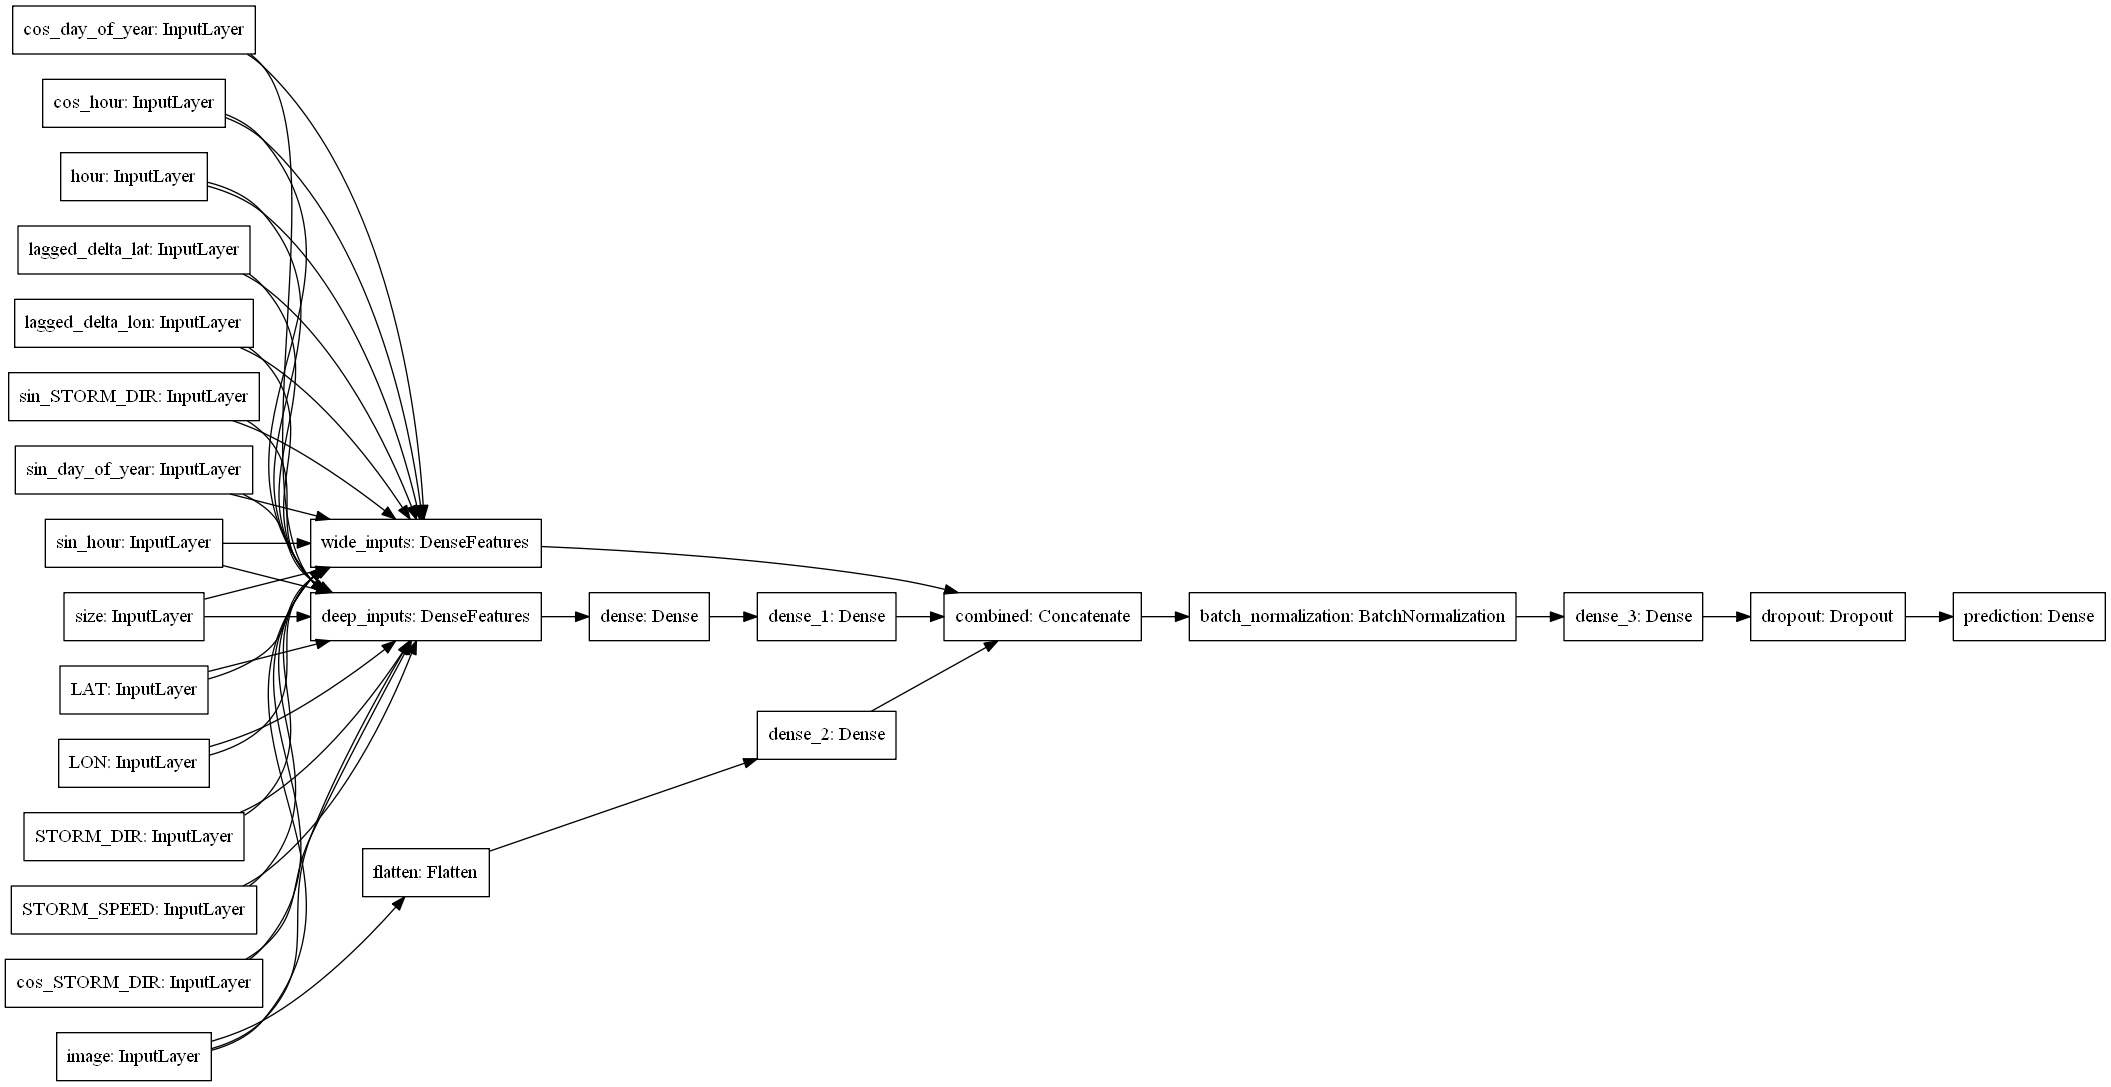 cos_day_of_year: InputLayer
cos_hour: InputLayer
hour: InputLayer
lagged_delta_lat: InputLayer
lagged_delta_lon: InputLayer
sin_STORM_DIR: InputLayer
sin_day_of_year: InputLayer
sin_hour: InputLayer
wide_inputs: DenseFeatures
size: InputLayer
deep_inputs: DenseFeatures
dense: Dense
dense_1: Dense
combined: Concatenate
batch_normalization: BatchNormalization
dense_3: Dense
dropout: Dropout
prediction: Dense
LAT: InputLayer
LON: InputLayer
dense_2: Dense
STORM_DIR: InputLayer
flatten: Flatten
STORM_SPEED: InputLayer
cos_STORM_DIR: InputLayer
image: InputLayer